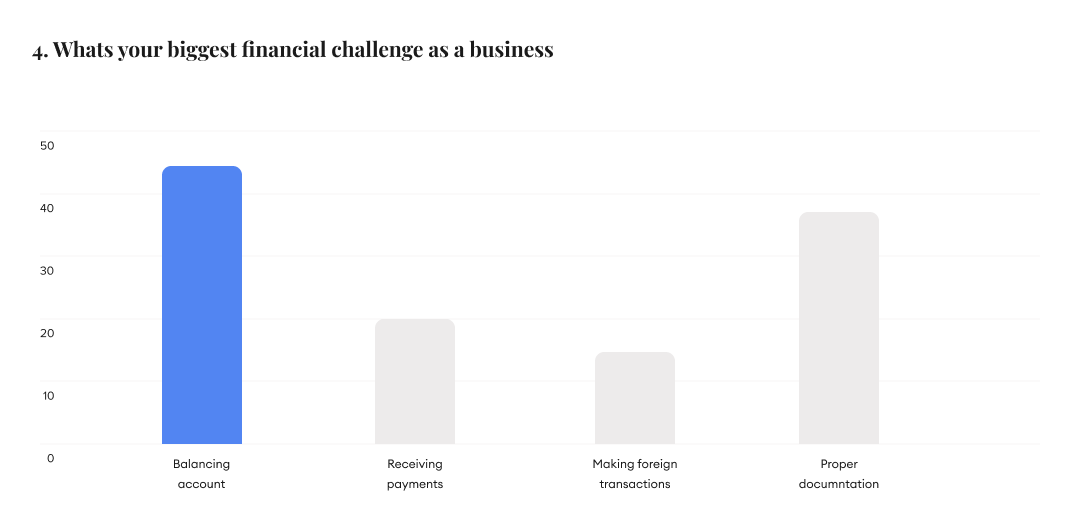 4. Whats your biggest financial challenge as a business
50
40
30
20
10
0
Balancing
account
Receiving
payments
Making foreign
transactions
Proper
documntation